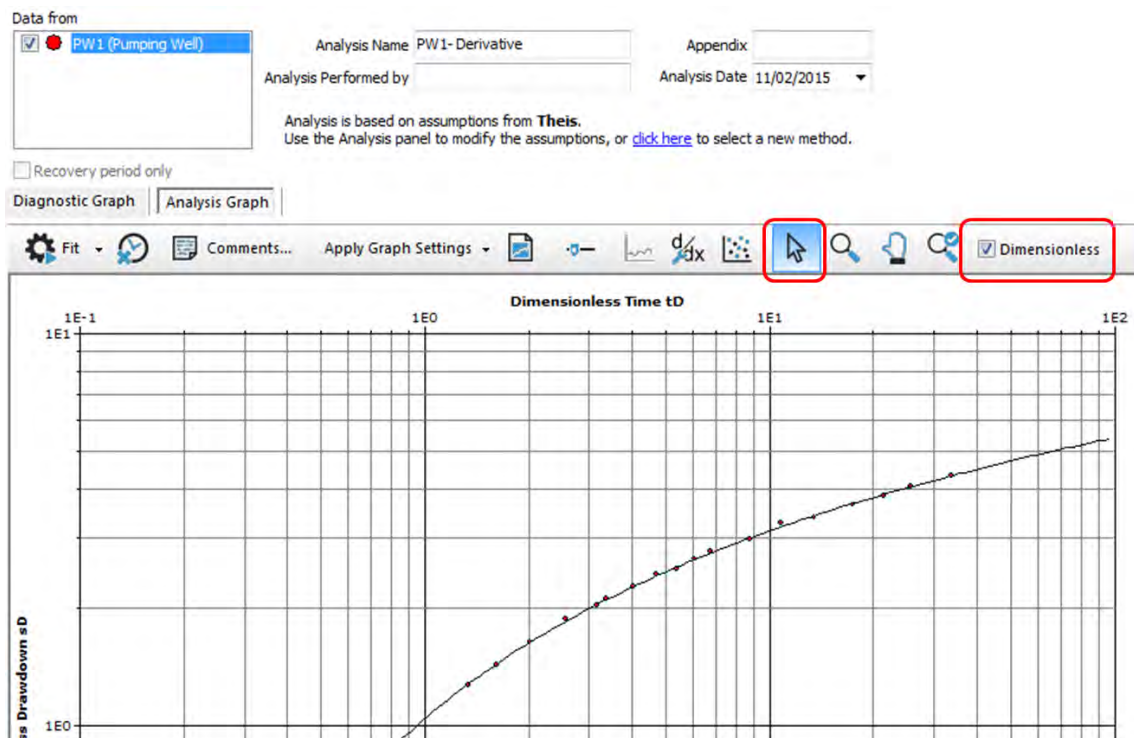 Data from
PW1 (Pumping Well)
Analysis Name PW1- Derivative
Appendix
Analysis Performed by
Analysis Date 11/02/2015
Analysis is based on assumptions from Theis.
Use the Analysis panel to modify the assumptions, or click here to select a new method.
Recovery period only
Diagnostic Graph
Analysis Graph
Fit
Comments...
Apply Graph Settings
d/dx
Dimensionless
Dimensionless Time tD
1E-1 1E0 1E1 1E2
1E1
ss Drawdown sD
1E0